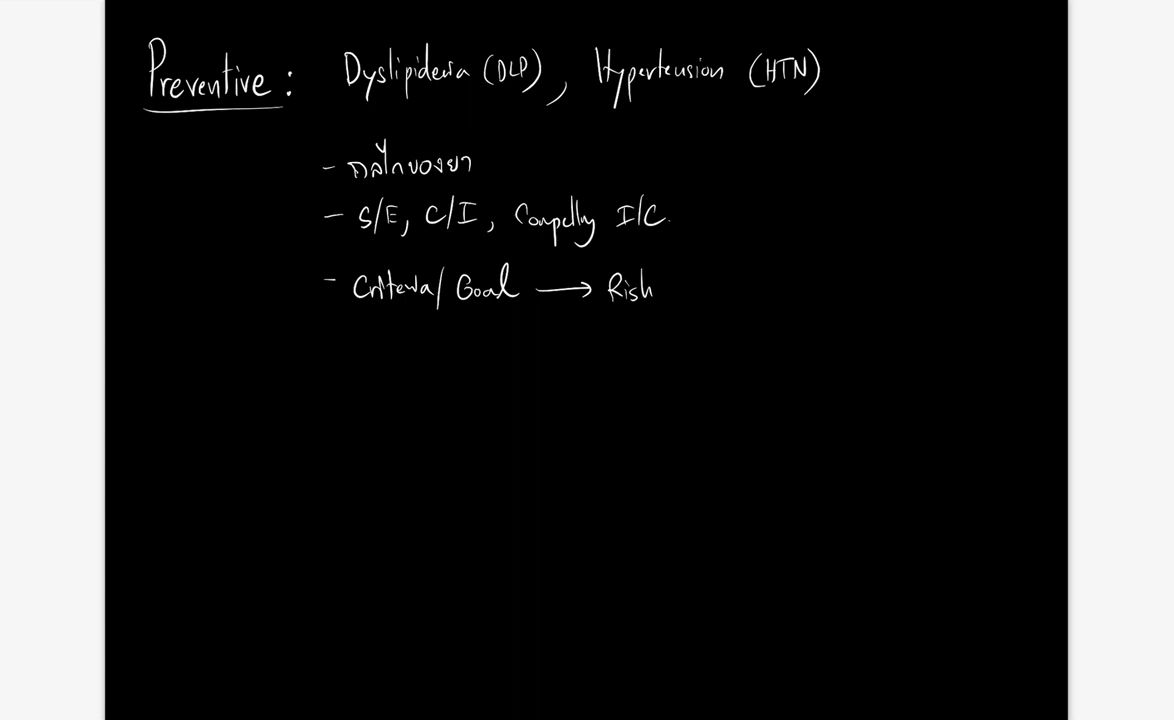 Preventive : Dyslipidemia (DLP), Hypertension (HTN)
- กลไกของยา
- S/E, C/I, Compelling I/C
- Criteria/ Goal → Risk